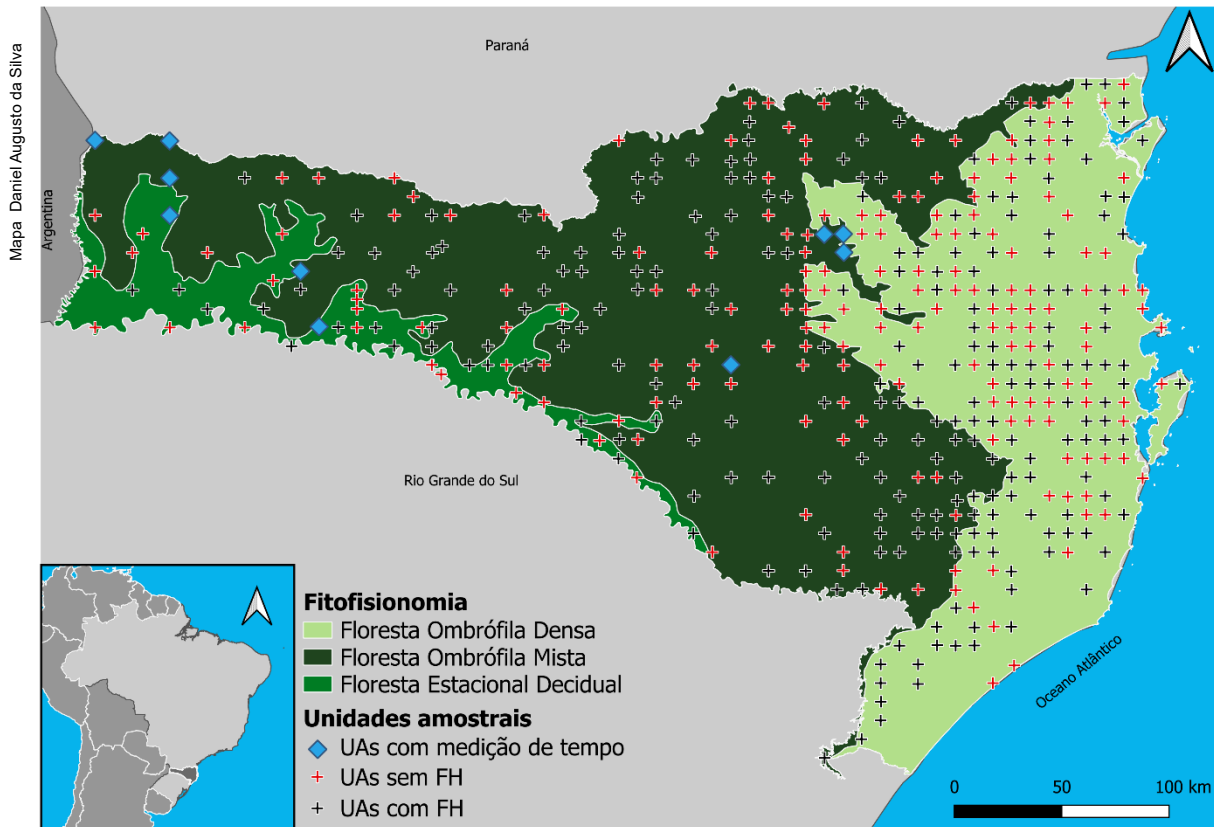 Mapa Daniel Augusto da Silva
Paraná
Argentina
Rio Grande do Sul
Oceano Atlântico
Fitofisionomia
Floresta Ombrófila Densa
Floresta Ombrófila Mista
Floresta Estacional Decidual
Unidades amostrais
UAs com medição de tempo
UAs sem FH
UAs com FH
0 50 100 km